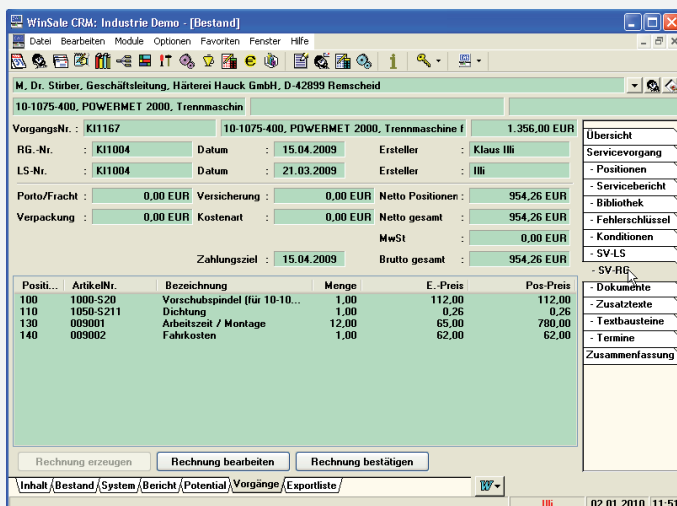 WinSale CRM: Industrie Demo - [Bestand]
Datei Bearbeiten Module Optionen Favoriten Fenster Hilfe
M, Dr. Stirber, Geschäftsleitung, Härterei Hauck GmbH, D-42899 Remscheid
10-1075-400, POWERMET 2000, Trennmaschin
VorgangsNr. : KI1167 10-1075-400, POWERMET 2000, Trennmaschine f 1.356,00 EUR
RG.-Nr. : KI1004 Datum : 15.04.2009 Ersteller : Klaus Illi
LS-Nr. : KI1004 Datum : 21.03.2009 Ersteller : Illi
Porto/Fracht : 0,00 EUR Versicherung : 0,00 EUR Netto Positionen : 954,26 EUR
Verpackung : 0,00 EUR Kostenart : 0,00 EUR Netto gesamt : 954,26 EUR
MwSt : 0,00 EUR
Zahlungsziel : 15.04.2009 Brutto gesamt : 954,26 EUR
Positi... ArtikelNr. Bezeichnung Menge E.-Preis Pos-Preis
100 1000-S20 Vorschubspindel (für 10-10... 1,00 112,00 112,00
110 1050-S211 Dichtung 1,00 0,26 0,26
130 009001 Arbeitszeit / Montage 12,00 65,00 780,00
140 009002 Fahrkosten 1,00 62,00 62,00
Rechnung erzeugen Rechnung bearbeiten Rechnung bestätigen
Inhalt Bestand System Bericht Potential Vorgänge Exportliste
W
Übersicht
Servicevorgang
- Positionen
- Servicebericht
- Bibliothek
- Fehlerschlüssel
- Konditionen
- SV-LS
- SV-RG
- Dokumente
- Zusatztexte
- Textbausteine
- Termine
Zusammenfassung
Illi 02.01.2010 11:51